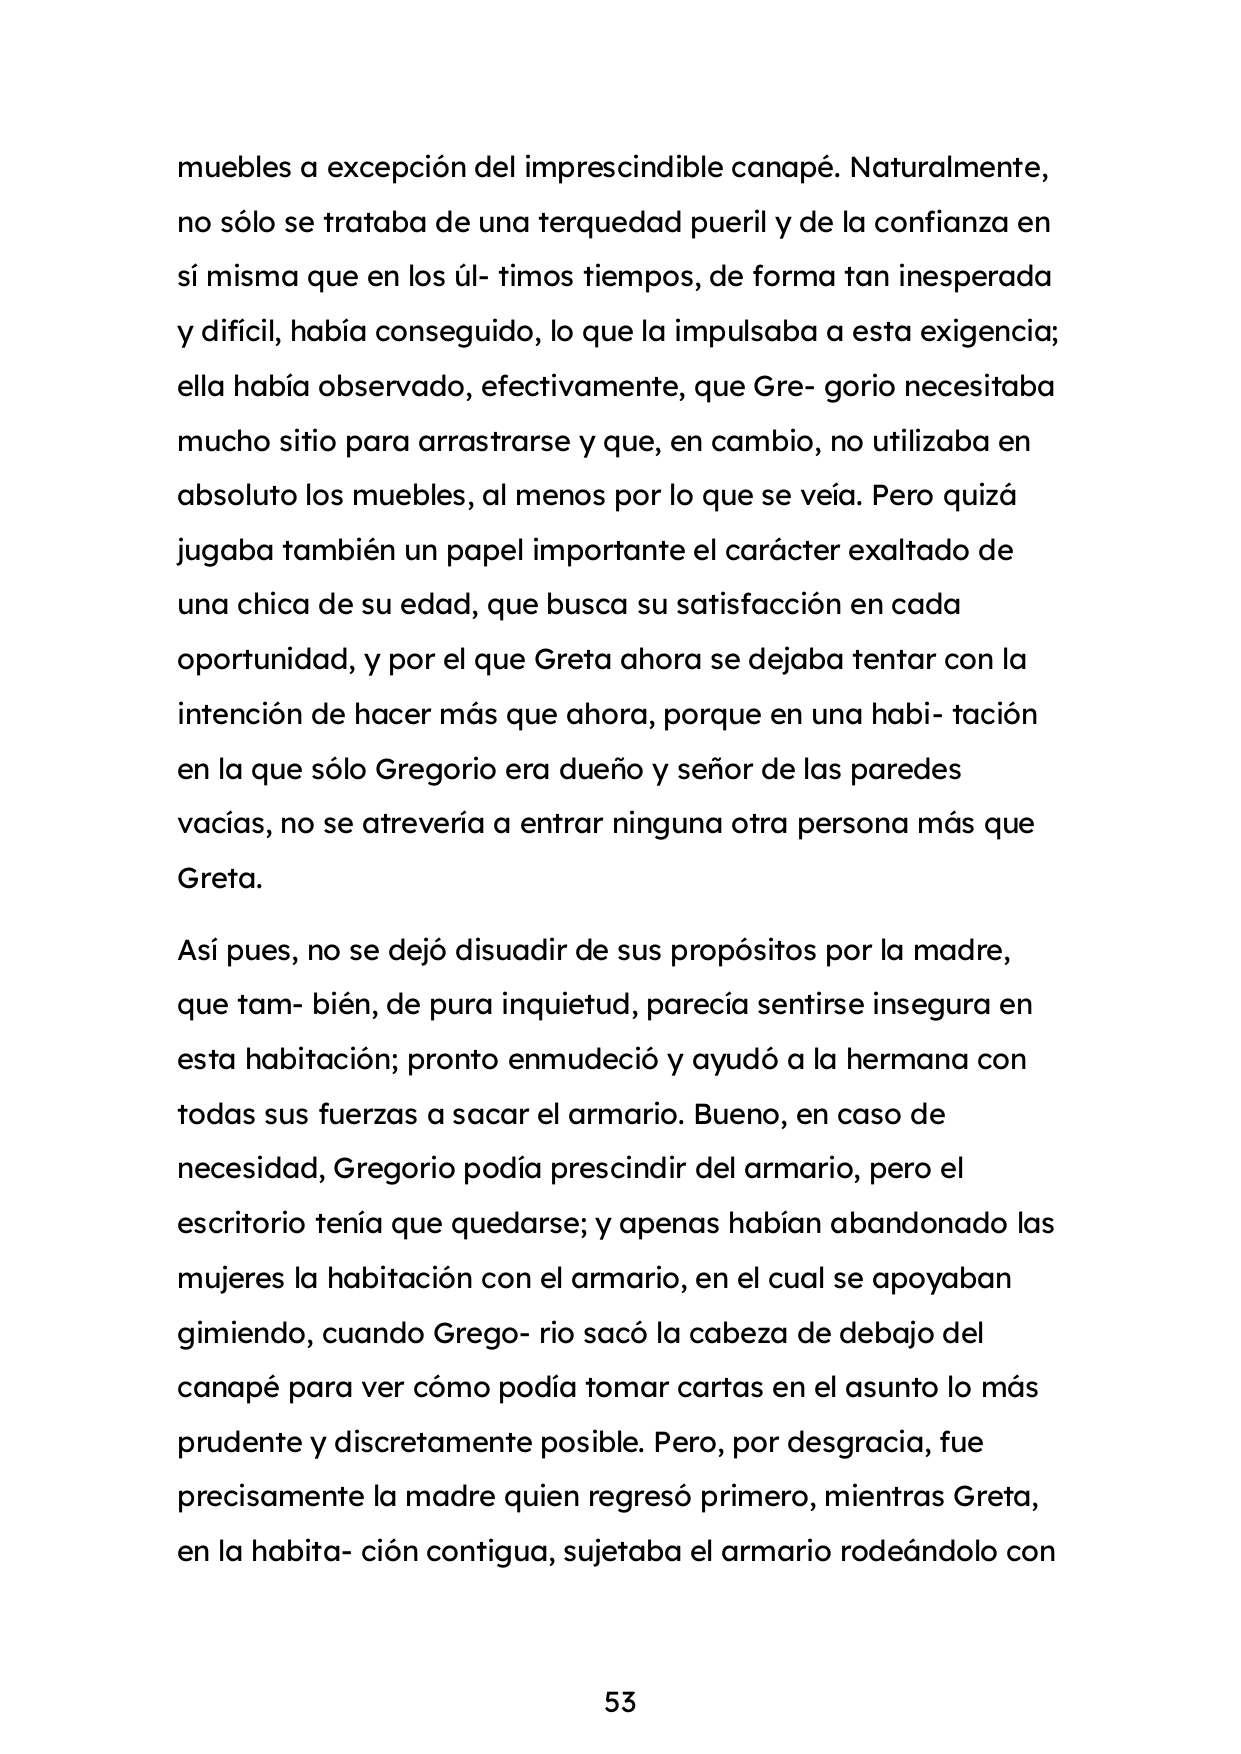 muebles a excepción del imprescindible canapé. Naturalmente,
no sólo se trataba de una terquedad pueril y de la confianza en
sí misma que en los úl- timos tiempos, de forma tan inesperada
y difícil, había conseguido, lo que la impulsaba a esta exigencia;
ella había observado, efectivamente, que Gre- gorio necesitaba
mucho sitio para arrastrarse y que, en cambio, no utilizaba en
absoluto los muebles, al menos por lo que se veía. Pero quizá
jugaba también un papel importante el carácter exaltado de
una chica de su edad, que busca su satisfacción en cada
oportunidad, y por el que Greta ahora se dejaba tentar con la
intención de hacer más que ahora, porque en una habi- tación
en la que sólo Gregorio era dueño y señor de las paredes
vacías, no se atrevería a entrar ninguna otra persona más que
Greta.
Así pues, no se dejó disuadir de sus propósitos por la madre,
que tam- bién, de pura inquietud, parecía sentirse insegura en
esta habitación; pronto enmudeció y ayudó a la hermana con
todas sus fuerzas a sacar el armario. Bueno, en caso de
necesidad, Gregorio podía prescindir del armario, pero el
escritorio tenía que quedarse; y apenas habían abandonado las
mujeres la habitación con el armario, en el cual se apoyaban
gimiendo, cuando Grego- rio sacó la cabeza de debajo del
canapé para ver cómo podía tomar cartas en el asunto lo más
prudente y discretamente posible. Pero, por desgracia, fue
precisamente la madre quien regresó primero, mientras Greta,
en la habita- ción contigua, sujetaba el armario rodeándolo con
53